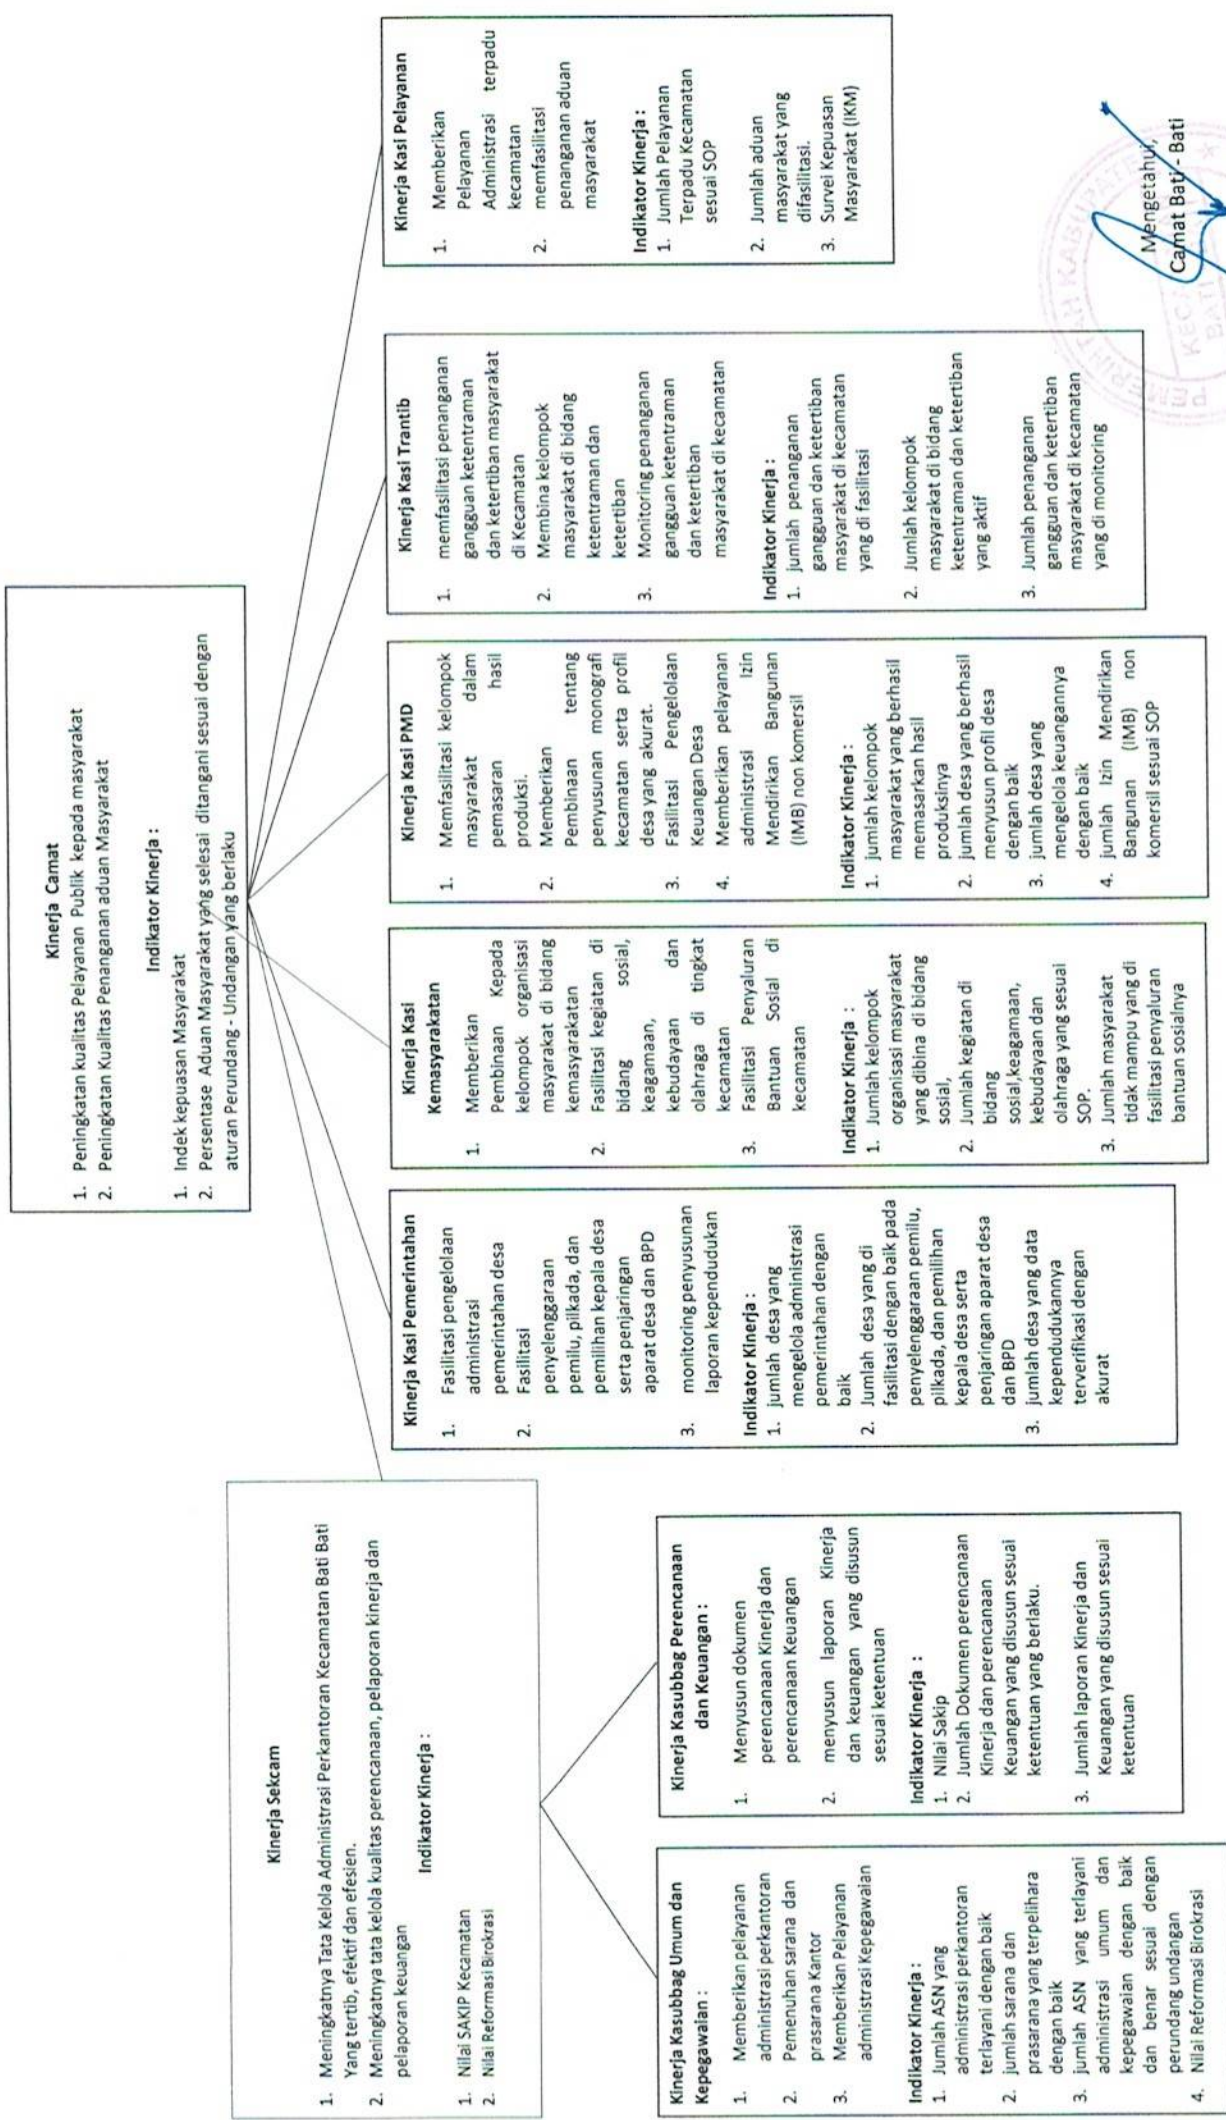 Kinerja Camat
1. Peningkatan kualitas Pelayanan Publik kepada masyarakat
2. Peningkatan Kualitas Penanganan aduan Masyarakat
Indikator Kinerja :
1. Indek kepuasan Masyarakat
2. Persentase Aduan Masyarakat yang selesai ditangani sesuai dengan
aturan Perundang - Undangan yang berlaku
Kinerja Sekcam
1. Meningkatnya Tata Kelola Administrasi Perkantoran Kecamatan Bati Bati
Yang tertib, efektif dan efesien.
2. Meningkatnya tata kelola kualitas perencanaan, pelaporan kinerja dan
pelaporan keuangan
Indikator Kinerja :
1. Nilai SAKIP Kecamatan
2. Nilai Reformasi Birokrasi
Kinerja Kasubbag Umum dan
Kepegawaian :
1. Memberikan pelayanan
administrasi perkantoran
2. Pemenuhan sarana dan
prasarana Kantor
3. Memberikan Pelayanan
administrasi Kepegawaian
Indikator Kinerja :
1. Jumlah ASN yang
administrasi perkantoran
terlayani dengan baik
2. jumlah sarana dan
prasarana yang terpelihara
dengan baik
3. jumlah ASN yang terlayani
administrasi umum dan
kepegawaian dengan baik
dan benar sesuai dengan
perundang undangan
4. Nilai Reformasi Birokrasi
Kinerja Kasubbag Perencanaan
dan Keuangan :
1. Menyusun dokumen
perencanaan Kinerja dan
perencanaan Keuangan
2. menyusun laporan Kinerja
dan keuangan yang disusun
sesuai ketentuan
Indikator Kinerja :
1. Nilai Sakip
2. Jumlah Dokumen perencanaan
Kinerja dan perencanaan
Keuangan yang disusun sesuai
ketentuan yang berlaku.
3. Jumlah laporan Kinerja dan
Keuangan yang disusun sesuai
ketentuan
Kinerja Kasi Pemerintahan
1. Fasilitasi pengelolaan
administrasi
pemerintahan desa
2. Fasilitasi
penyelenggaraan
pemilu, pilkada, dan
pemilihan kepala desa
serta penjaringan
aparat desa dan BPD
3. monitoring penyusunan
laporan kependudukan
Indikator Kinerja :
1. jumlah desa yang
mengelola administrasi
pemerintahan dengan
baik
2. Jumlah desa yang di
fasilitasi dengan baik pada
penyelenggaraan pemilu,
pilkada, dan pemilihan
kepala desa serta
penjaringan aparat desa
dan BPD
3. jumlah desa yang data
kependudukannya
terverifikasi dengan
akurat
Kinerja Kasi
Kemasyarakatan
1. Memberikan
Pembinaan Kepada
kelompok organisasi
masyarakat di bidang
kemasyarakatan
2. Fasilitasi kegiatan di
bidang sosial,
keagamaan,
kebudayaan dan
olahraga di tingkat
kecamatan
3. Fasilitasi Penyaluran
Bantuan Sosial di
kecamatan
Indikator Kinerja :
1. Jumlah kelompok
organisasi masyarakat
yang dibina di bidang
sosial,
2. Jumlah kegiatan di
bidang
sosial,keagamaan,
kebudayaan dan
olahraga yang sesuai
SOP.
3. Jumlah masyarakat
tidak mampu yang di
fasilitasi penyaluran
bantuan sosialnya
Kinerja Kasi PMD
1. Memfasilitasi kelompok
masyarakat dalam
pemasaran hasil
produksi.
2. Memberikan
Pembinaan tentang
penyusunan monografi
kecamatan serta profil
desa yang akurat.
3. Fasilitasi Pengelolaan
Keuangan Desa
4. Memberikan pelayanan
administrasi Izin
Mendirikan Bangunan
(IMB) non komersil
Indikator Kinerja :
1. jumlah kelompok
masyarakat yang berhasil
memasarkan hasil
produksinya
2. jumlah desa yang berhasil
menyusun profil desa
dengan baik
3. jumlah desa yang
mengelola keuangannya
dengan baik
4. jumlah Izin Mendirikan
Bangunan (IMB) non
komersil sesuai SOP
Kinerja Kasi Trantib
1. memfasilitasi penanganan
gangguan ketentraman
dan ketertiban masyarakat
di Kecamatan
2. Membina kelompok
masyarakat di bidang
ketentraman dan
ketertiban
3. Monitoring penanganan
gangguan ketentraman
dan ketertiban
masyarakat di kecamatan
Indikator Kinerja :
1. jumlah penanganan
gangguan dan ketertiban
masyarakat di kecamatan
yang di fasilitasi
2. Jumlah kelompok
masyarakat di bidang
ketentraman dan ketertiban
yang aktif
3. Jumlah penanganan
gangguan dan ketertiban
masyarakat di kecamatan
yang di monitoring
Kinerja Kasi Pelayanan
1. Memberikan
Pelayanan
Administrasi terpadu
kecamatan
2. memfasilitasi
penanganan aduan
masyarakat
Indikator Kinerja :
1. Jumlah Pelayanan
Terpadu Kecamatan
sesuai SOP
2. Jumlah aduan
masyarakat yang
difasilitasi.
3. Survei Kepuasan
Masyarakat (IKM)
Mengetahui,
Camat Bati - Bati